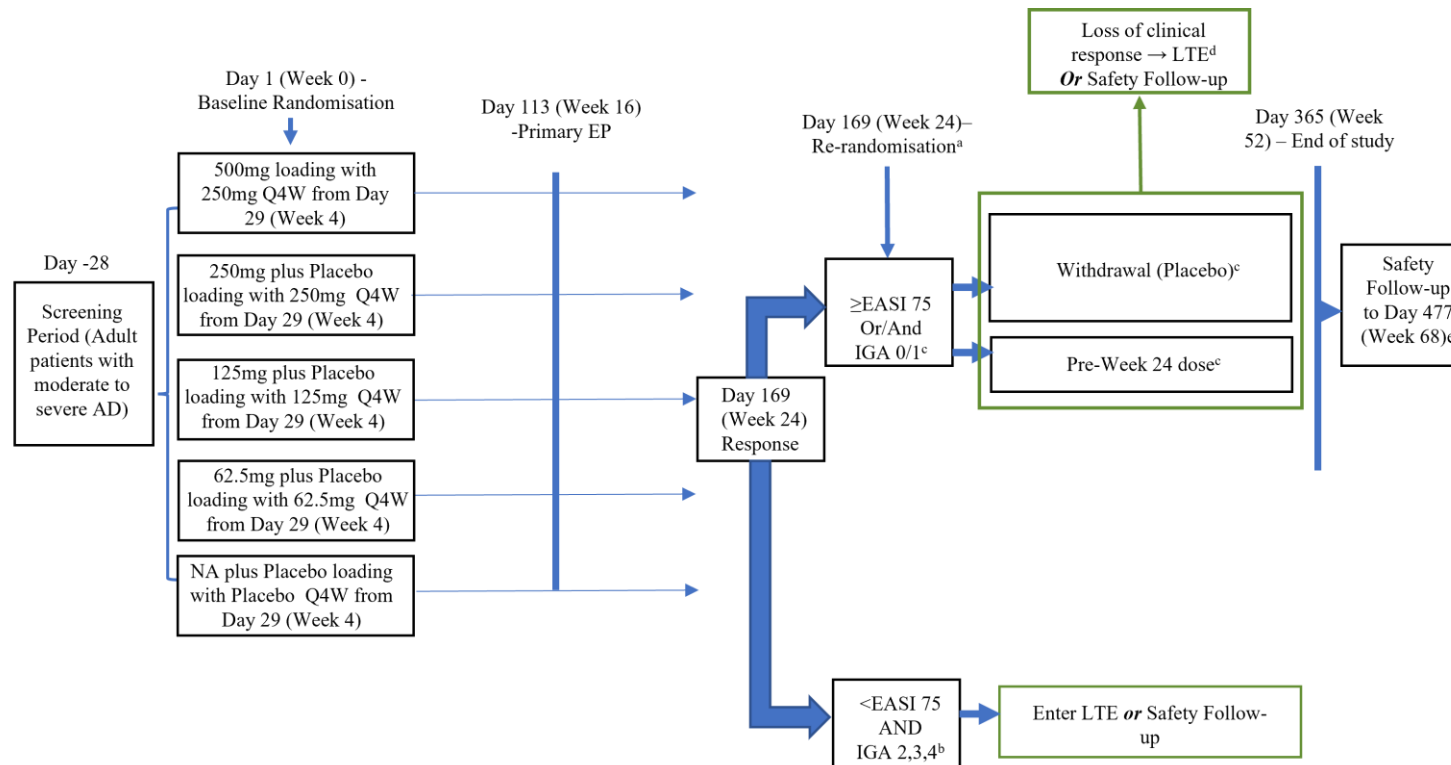 Day -28
Screening
Period (Adult
patients with
moderate to
severe AD)
Day 1 (Week 0) -
Baseline Randomisation
500mg loading with
250mg Q4W from Day
29 (Week 4)
250mg plus Placebo
loading with 250mg Q4W
from Day 29 (Week 4)
125mg plus Placebo
loading with 125mg Q4W
from Day 29 (Week 4)
62.5mg plus Placebo
loading with 62.5mg Q4W
from Day 29 (Week 4)
NA plus Placebo loading
with Placebo Q4W from
Day 29 (Week 4)
Day 113 (Week 16)
-Primary EP
Day 169
(Week 24)
Response
Day 169 (Week 24)–
Re-randomisationᵃ
≥EASI 75
Or/And
IGA 0/1ᶜ
<EASI 75
AND
IGA 2,3,4ᵇ
Loss of clinical
response → LTEᵈ
Or Safety Follow-up
Withdrawal (Placebo)ᶜ
Pre-Week 24 doseᶜ
Enter LTE or Safety Follow-
up
Day 365 (Week
52) – End of study
Safety
Follow-up
to Day 477
(Week 68)e